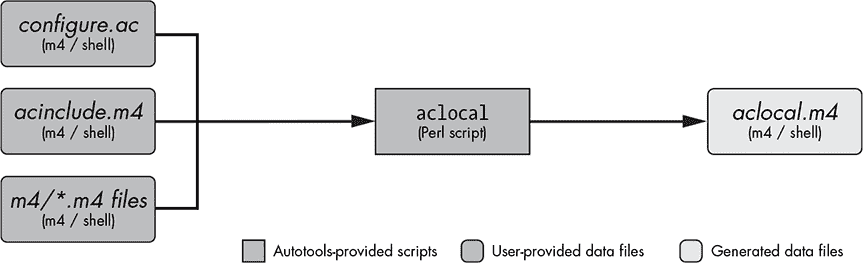 configure.ac
(m4 / shell)
acinclude.m4
(m4 / shell)
m4/*.m4 files
(m4 / shell)
aclocal
(Perl script)
aclocal.m4
(m4 / shell)
Autotools-provided scripts
User-provided data files
Generated data files